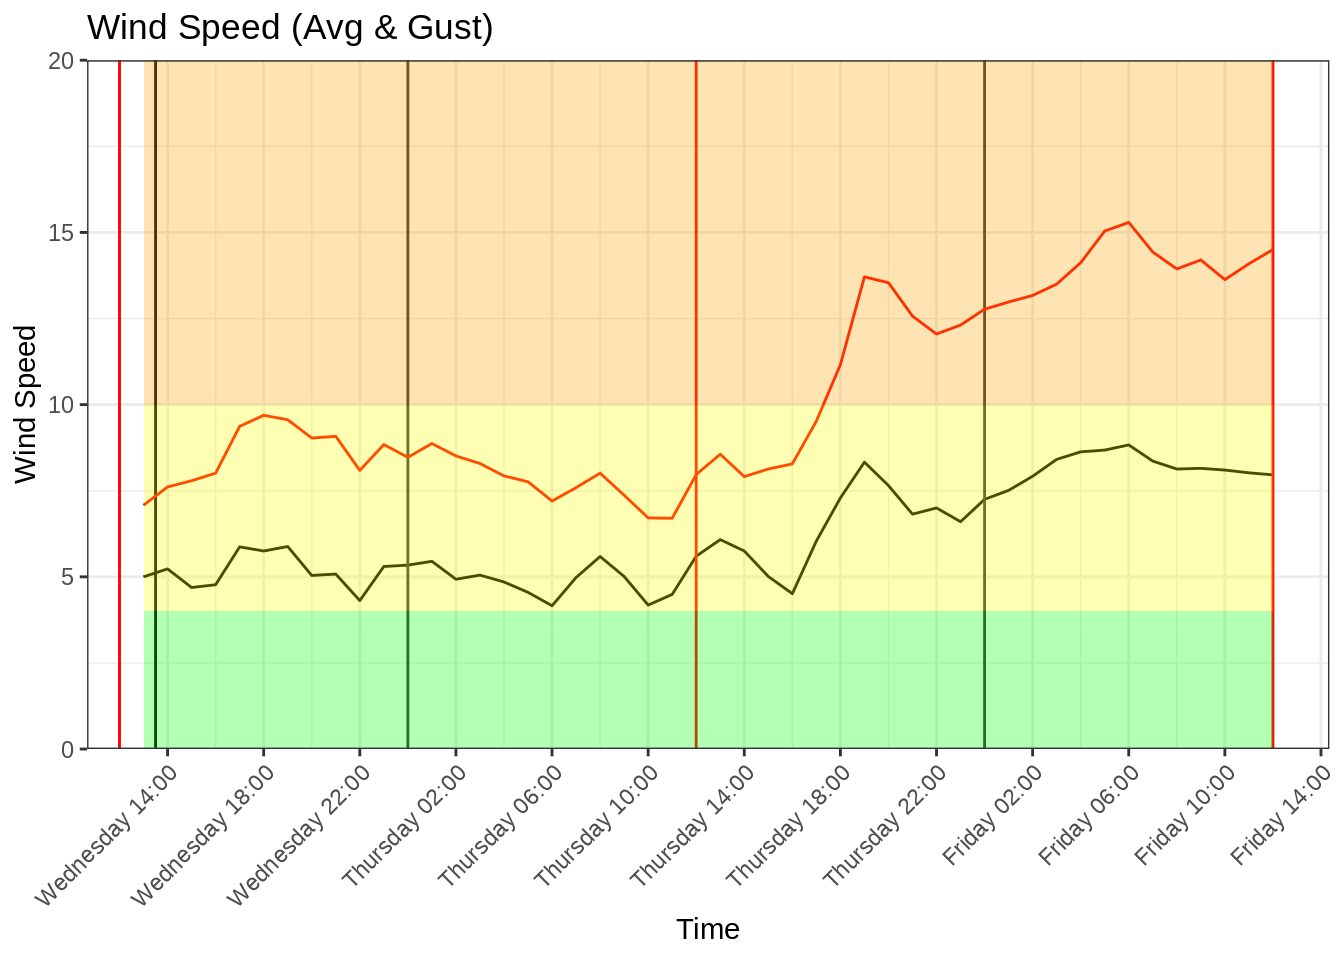 Wind Speed (Avg & Gust)
20
15
10
5
0
Wind Speed
Wednesday 14:00
Wednesday 18:00
Wednesday 22:00
Thursday 02:00
Thursday 06:00
Thursday 10:00
Thursday 14:00
Thursday 18:00
Thursday 22:00
Friday 02:00
Friday 06:00
Friday 10:00
Friday 14:00
Time